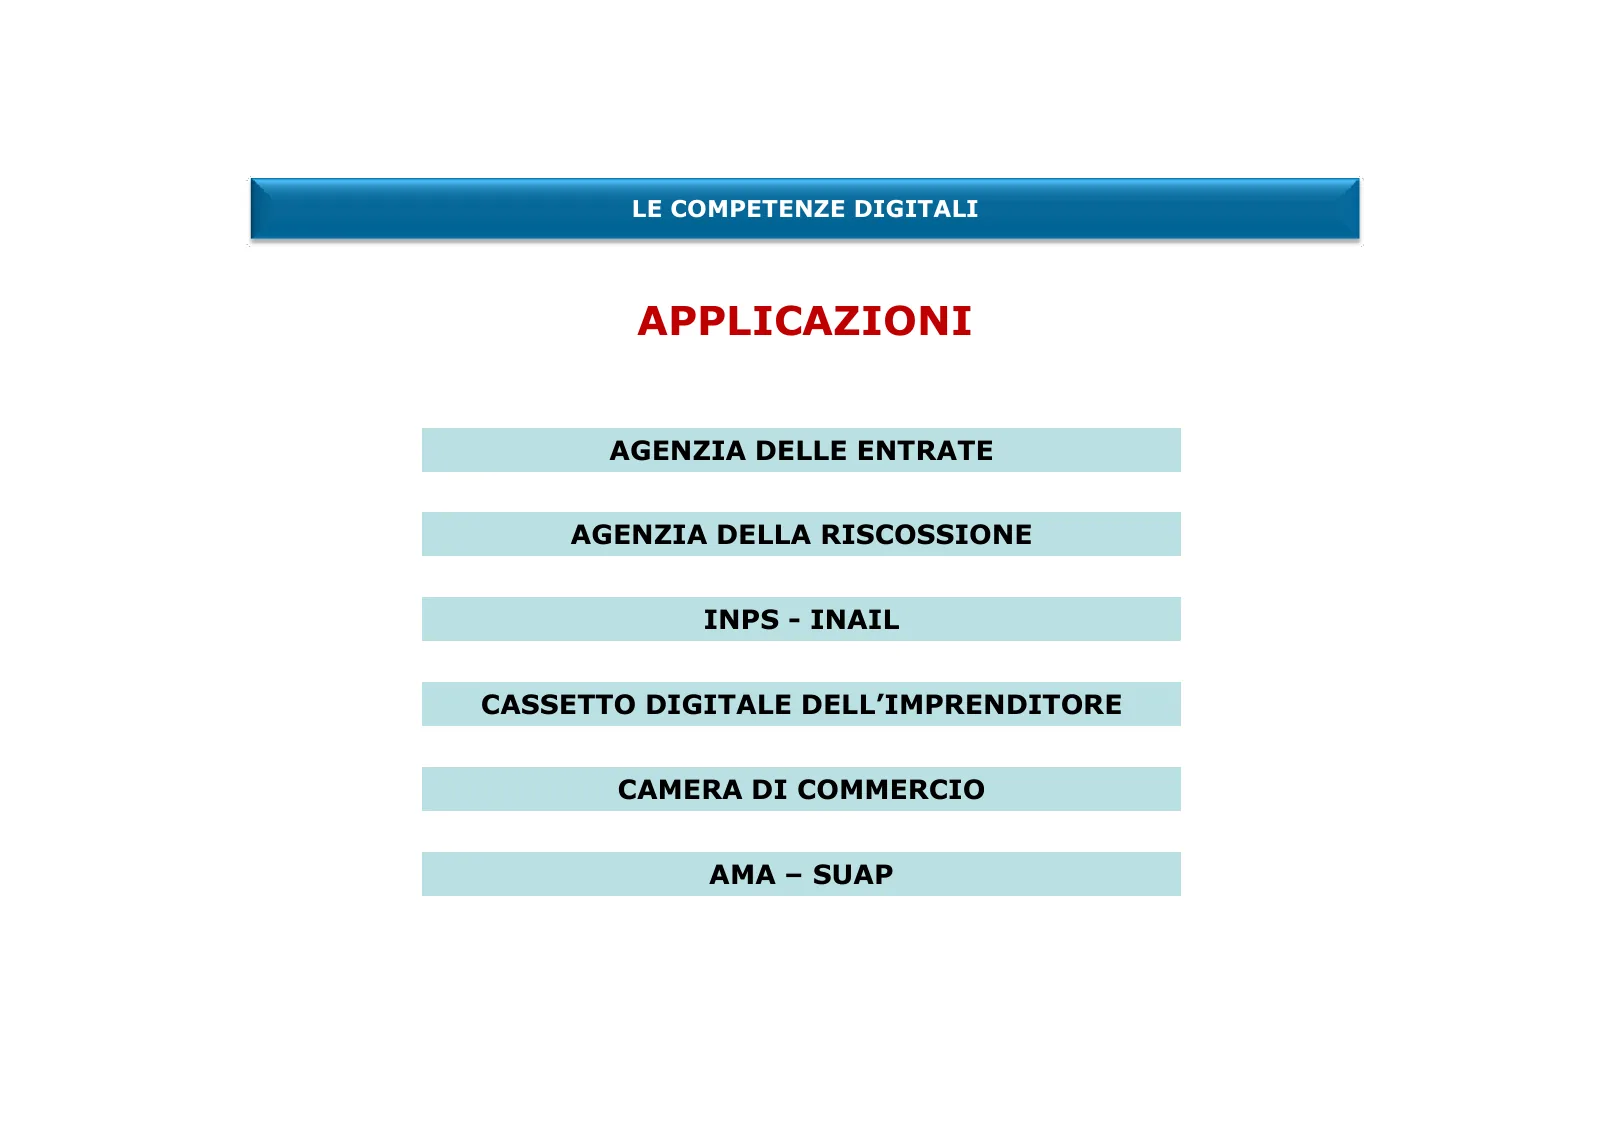 LE COMPETENZE DIGITALI
APPLICAZIONI
AGENZIA DELLE ENTRATE
AGENZIA DELLA RISCOSSIONE
INPS - INAIL
CASSETTO DIGITALE DELL’IMPRENDITORE
CAMERA DI COMMERCIO
AMA – SUAP